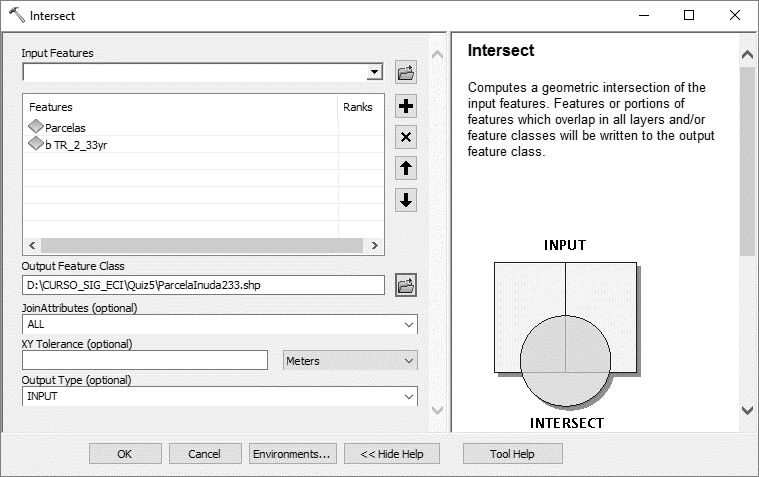 Intersect
Input Features
Features Ranks
Parcelas
b TR_2_33yr
Output Feature Class
D:\CURSO_SIG_ECI\Quiz5\ParcelaInuda233.shp
JoinAttributes (optional)
ALL
XY Tolerance (optional)
Meters
Output Type (optional)
INPUT
OK
Cancel
Environments...
<< Hide Help
Tool Help
Intersect
Computes a geometric intersection of the
input features. Features or portions of
features which overlap in all layers and/or
feature classes will be written to the output
feature class.
INPUT
INTERSECT